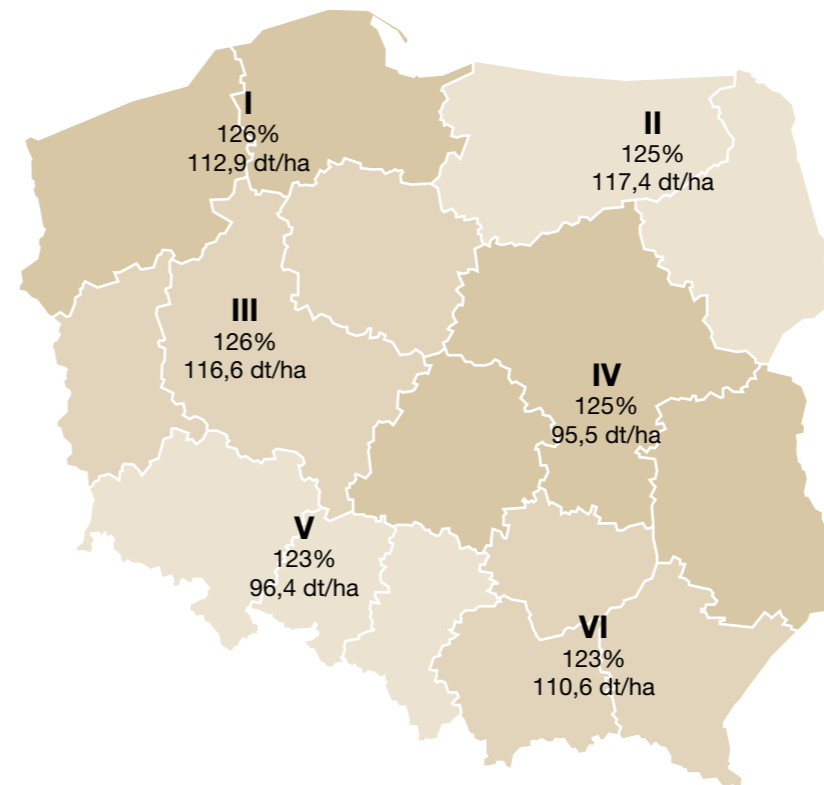 I
126%
112,9 dt/ha
II
125%
117,4 dt/ha
III
126%
116,6 dt/ha
IV
125%
95,5 dt/ha
V
123%
96,4 dt/ha
VI
123%
110,6 dt/ha